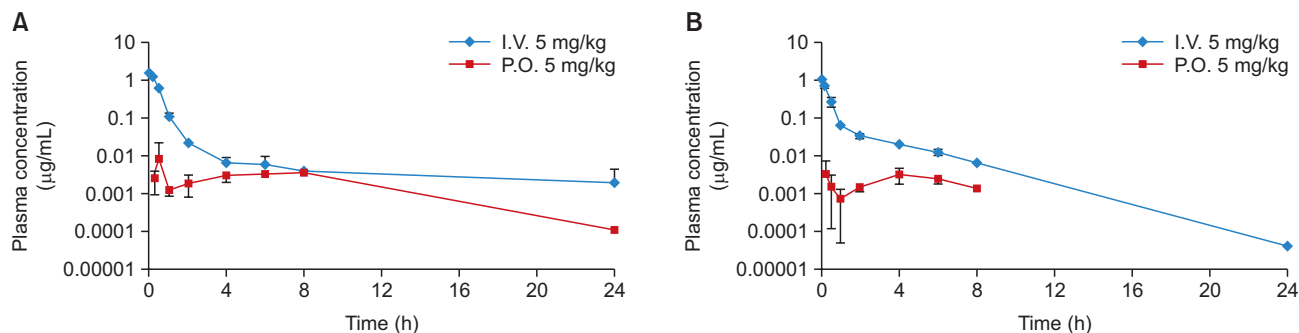 A
10
1
0.1
0.01
0.001
0.0001
0.00001
Plasma concentration
(µg/mL)
I.V. 5 mg/kg
P.O. 5 mg/kg
0 4 8 12 16 20 24
Time (h)
B
10
1
0.1
0.01
0.001
0.0001
0.00001
Plasma concentration
(µg/mL)
I.V. 5 mg/kg
P.O. 5 mg/kg
0 4 8 12 16 20 24
Time (h)